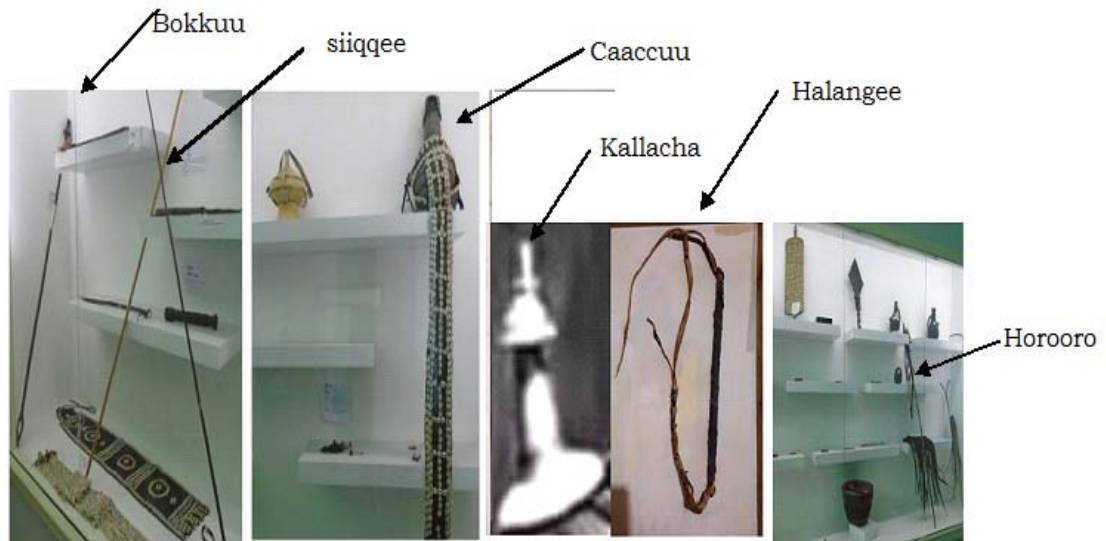 Bokkuu
siiqqee
Caaccuu
Halangee
Kallacha
Horooro